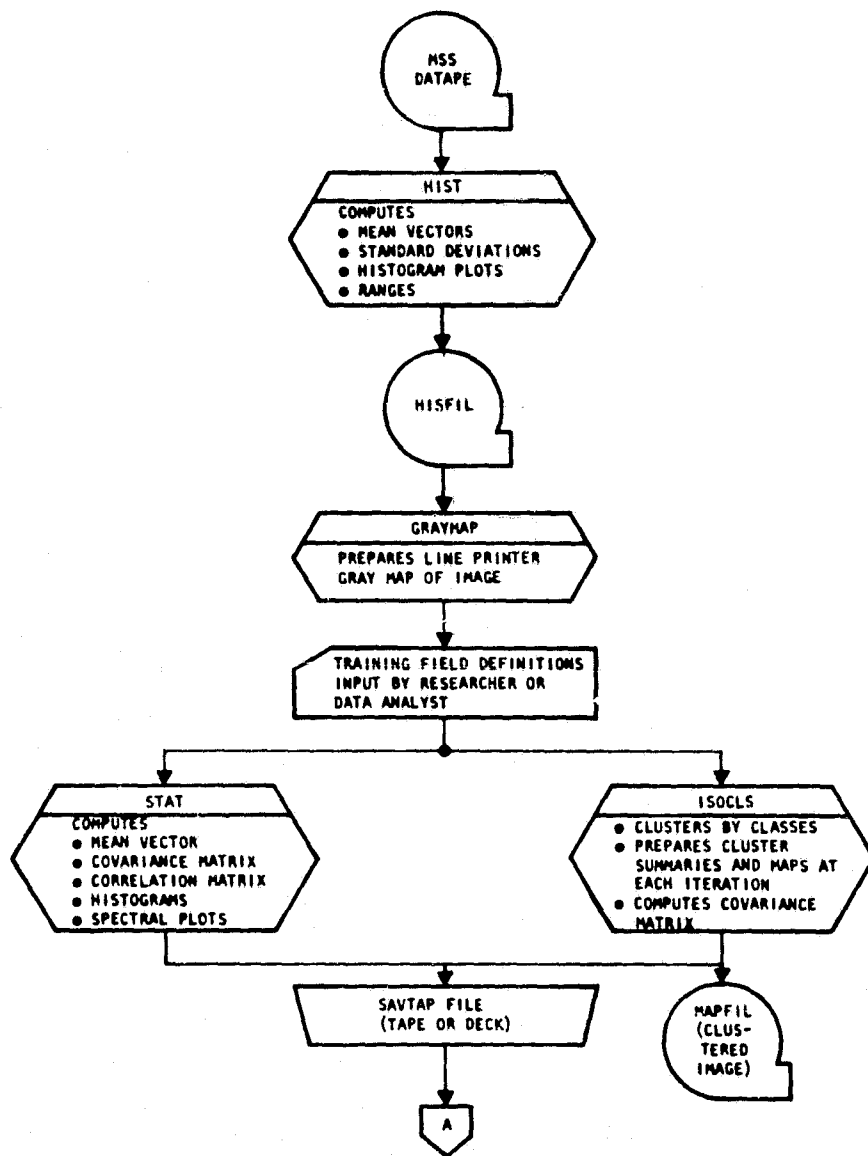 MSS
DATAPE
HIST
COMPUTES
● MEAN VECTORS
● STANDARD DEVIATIONS
● HISTOGRAM PLOTS
● RANGES
HISFIL
GRAYMAP
PREPARES LINE PRINTER
GRAY MAP OF IMAGE
TRAINING FIELD DEFINITIONS
INPUT BY RESEARCHER OR
DATA ANALYST
STAT
COMPUTES
● MEAN VECTOR
● COVARIANCE MATRIX
● CORRELATION MATRIX
● HISTOGRAMS
● SPECTRAL PLOTS
ISOCLS
● CLUSTERS BY CLASSES
● PREPARES CLUSTER
SUMMARIES AND MAPS AT
EACH ITERATION
● COMPUTES COVARIANCE
MATRIX
SAVTAP FILE
(TAPE OR DECK)
MAPFIL
(CLUS-
TERED
IMAGE)
A